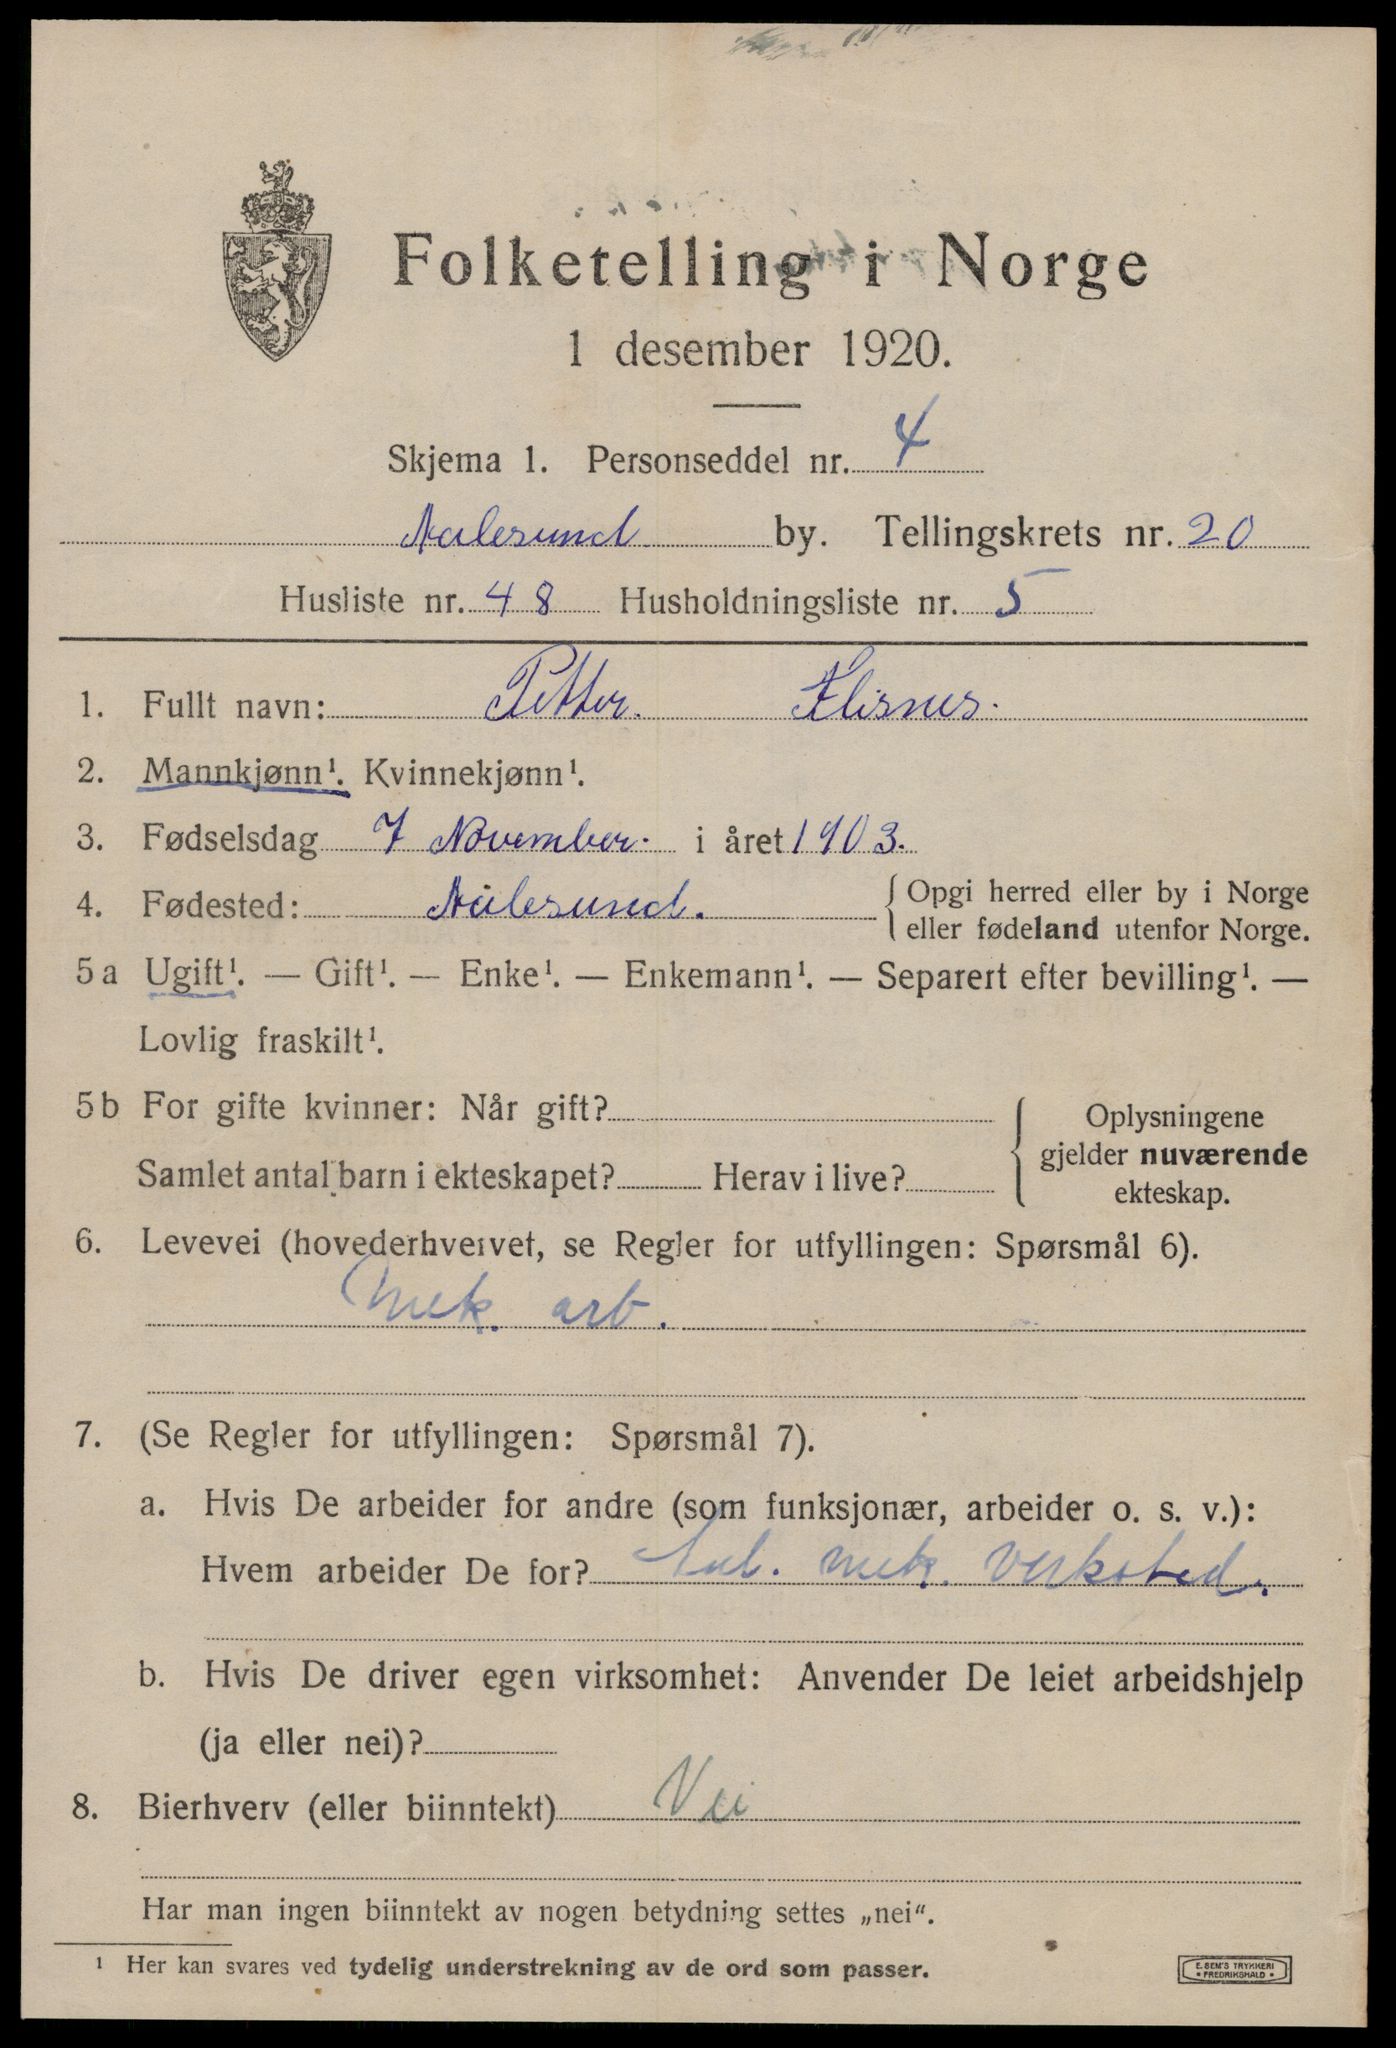 Folketelling i Norge
1 desember 1920.
Skjema 1. Personseddel nr. 4
Aalesund by. Tellingskrets nr. 20
Husliste nr. 48 Husholdningsliste nr. 5
1. Fullt navn: Petter Flisnes.
2. Mannkjønn¹. Kvinnekjønn¹.
3. Fødselsdag 7 November. i året 1903.
4. Fødested: Aalesund. { Opgi herred eller by i Norge
eller fødeland utenfor Norge.
5a Ugift¹. — Gift¹. — Enke¹. — Enkemann¹. — Separert efter bevilling¹. —
Lovlig fraskilt¹.
5b For gifte kvinner: Når gift?
Samlet antal barn i ekteskapet? Herav i live?
Oplysningene
gjelder nuværende
ekteskap.
6. Levevei (hovederhvervet, se Regler for utfyllingen: Spørsmål 6).
Mek. arb.
7. (Se Regler for utfyllingen: Spørsmål 7).
a. Hvis De arbeider for andre (som funksjonær, arbeider o. s. v.):
Hvem arbeider De for? Aal. mek. Verksted.
b. Hvis De driver egen virksomhet: Anvender De leiet arbeidshjelp
(ja eller nei)?
8. Bierhverv (eller biinntekt) Nei
Har man ingen biinntekt av nogen betydning settes „nei“.
¹ Her kan svares ved tydelig understrekning av de ord som passer.
E. SEM'S TRYKKERI
• FREDRIKSHALD •